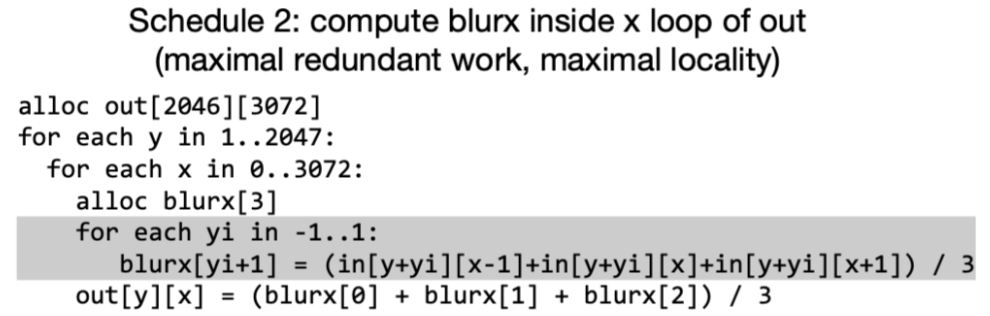 Schedule 2: compute blurx inside x loop of out
(maximal redundant work, maximal locality)
alloc out[2046][3072]
for each y in 1..2047:
  for each x in 0..3072:
    alloc blurx[3]
    for each yi in -1..1:
       blurx[yi+1] = (in[y+yi][x-1]+in[y+yi][x]+in[y+yi][x+1]) / 3
    out[y][x] = (blurx[0] + blurx[1] + blurx[2]) / 3